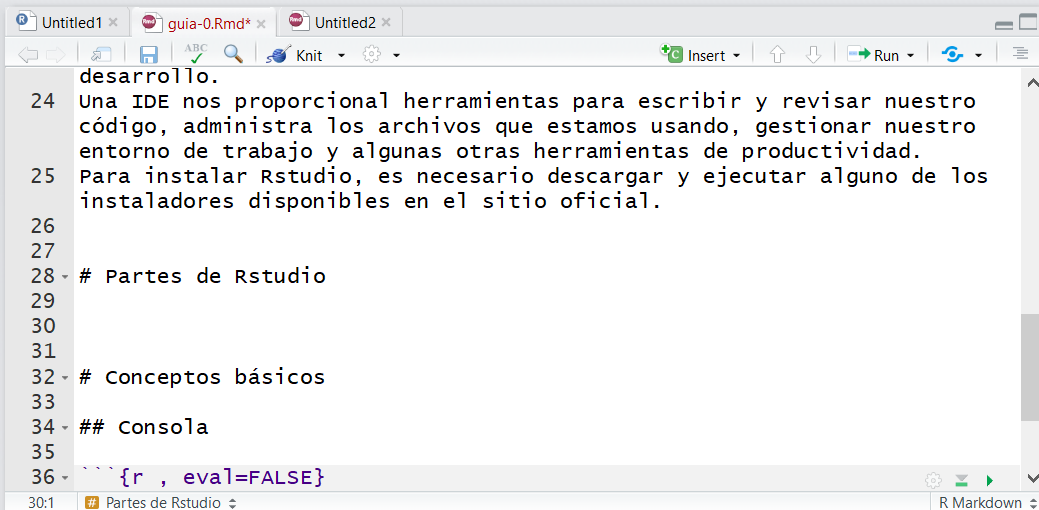 Untitled1 × guia-0.Rmd* × Untitled2 ×
ABC Knit Insert Run
desarrollo.
24 Una IDE nos proporcional herramientas para escribir y revisar nuestro
código, administra los archivos que estamos usando, gestionar nuestro
entorno de trabajo y algunas otras herramientas de productividad.
25 Para instalar Rstudio, es necesario descargar y ejecutar alguno de los
instaladores disponibles en el sitio oficial.
26
27
28 # Partes de Rstudio
29
30
31
32 # Conceptos básicos
33
34 ## Consola
35
36 ```{r , eval=FALSE}
30:1 # Partes de Rstudio R Markdown